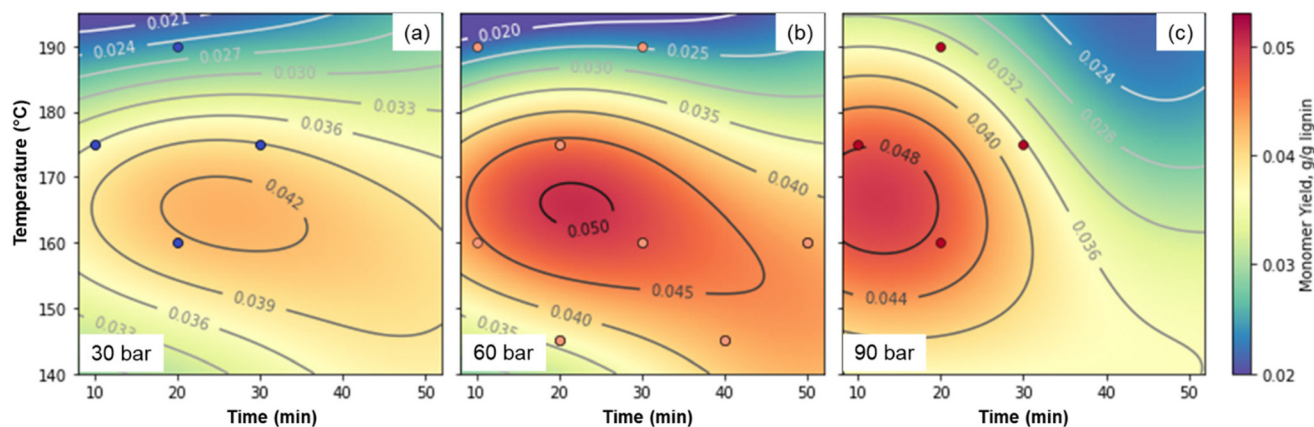 (a)
(b)
(c)
Temperature (°C)
190
180
170
160
150
140
0.021
0.024
0.027
0.030
0.033
0.036
0.042
0.039
0.036
0.033
30 bar
10 20 30 40 50
Time (min)
0.020
0.025
0.030
0.035
0.040
0.050
0.045
0.040
0.035
60 bar
10 20 30 40 50
Time (min)
0.024
0.032
0.028
0.040
0.048
0.036
0.044
90 bar
10 20 30 40 50
Time (min)
0.05
0.04
0.03
0.02
Monomer Yield, g/g lignin